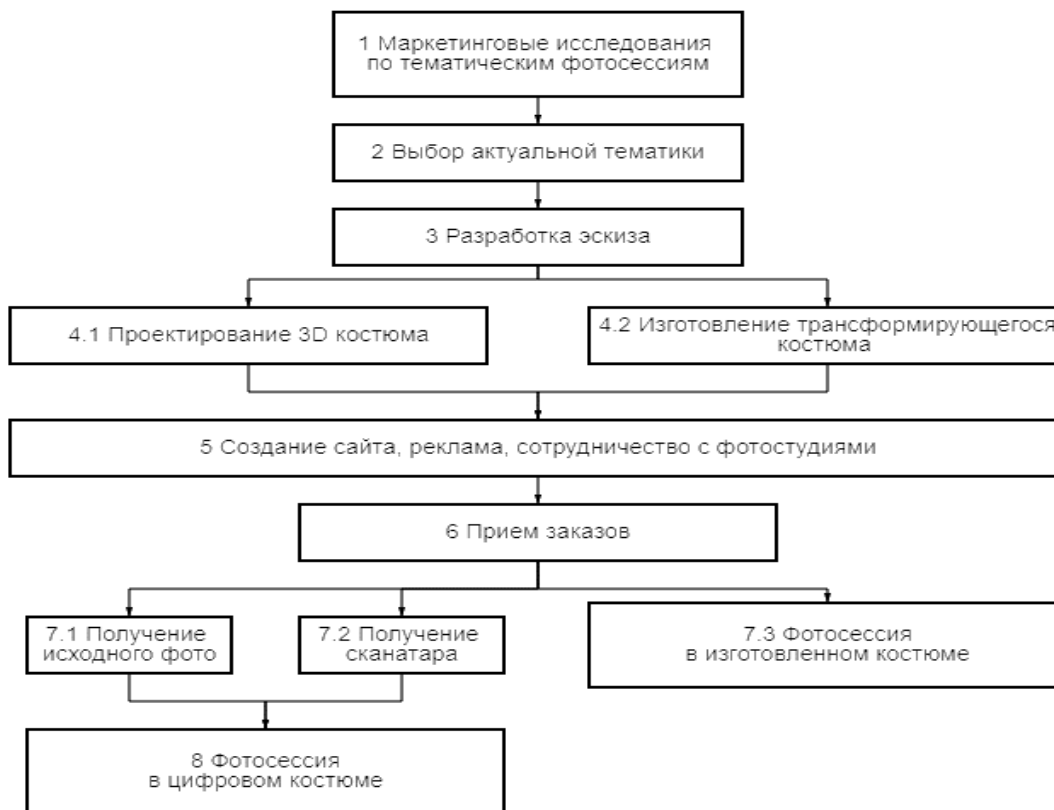 1 Маркетинговые исследования
по тематическим фотосессиям
2 Выбор актуальной тематики
3 Разработка эскиза
4.1 Проектирование 3D костюма
4.2 Изготовление трансформирующегося
костюма
5 Создание сайта, реклама, сотрудничество с фотостудиями
6 Прием заказов
7.1 Получение
исходного фото
7.2 Получение
сканатара
7.3 Фотосессия
в изготовленном костюме
8 Фотосессия
в цифровом костюме